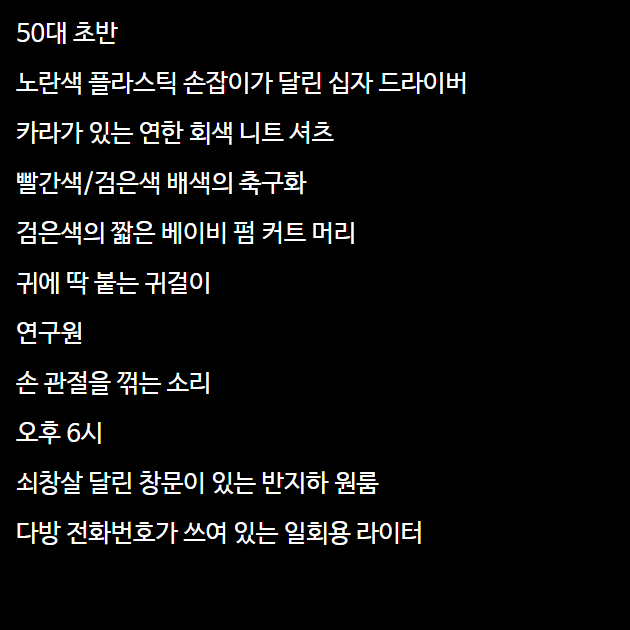 50대 초반
노란색 플라스틱 손잡이가 달린 십자 드라이버
카라가 있는 연한 회색 니트 셔츠
빨간색/검은색 배색의 축구화
검은색의 짧은 베이비 펌 커트 머리
귀에 딱 붙는 귀걸이
연구원
손 관절을 꺾는 소리
오후 6시
쇠창살 달린 창문이 있는 반지하 원룸
다방 전화번호가 쓰여 있는 일회용 라이터